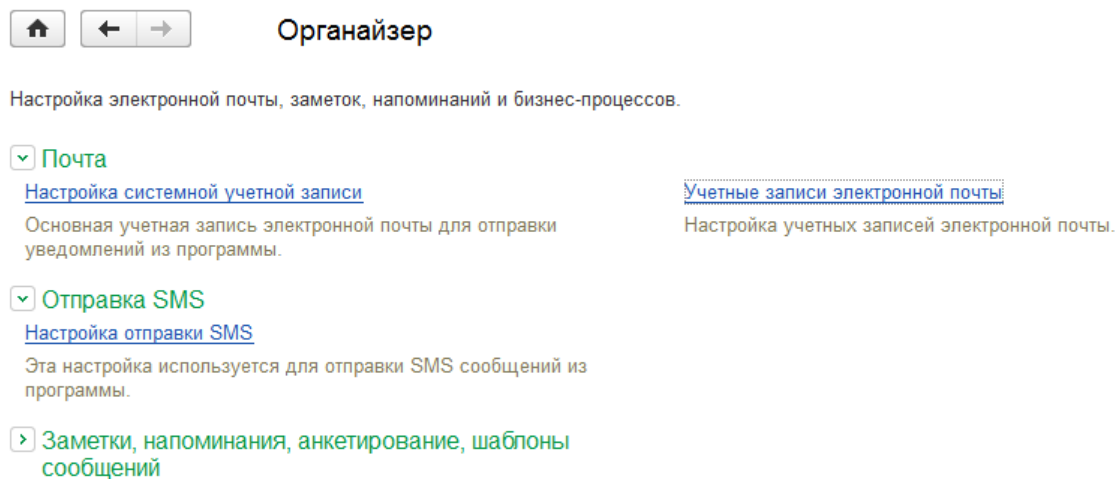 Органайзер
Настройка электронной почты, заметок, напоминаний и бизнес-процессов.
Почта
Настройка системной учетной записи
Основная учетная запись электронной почты для отправки
уведомлений из программы.
Учетные записи электронной почты
Настройка учетных записей электронной почты.
Отправка SMS
Настройка отправки SMS
Эта настройка используется для отправки SMS сообщений из
программы.
Заметки, напоминания, анкетирование, шаблоны
сообщений